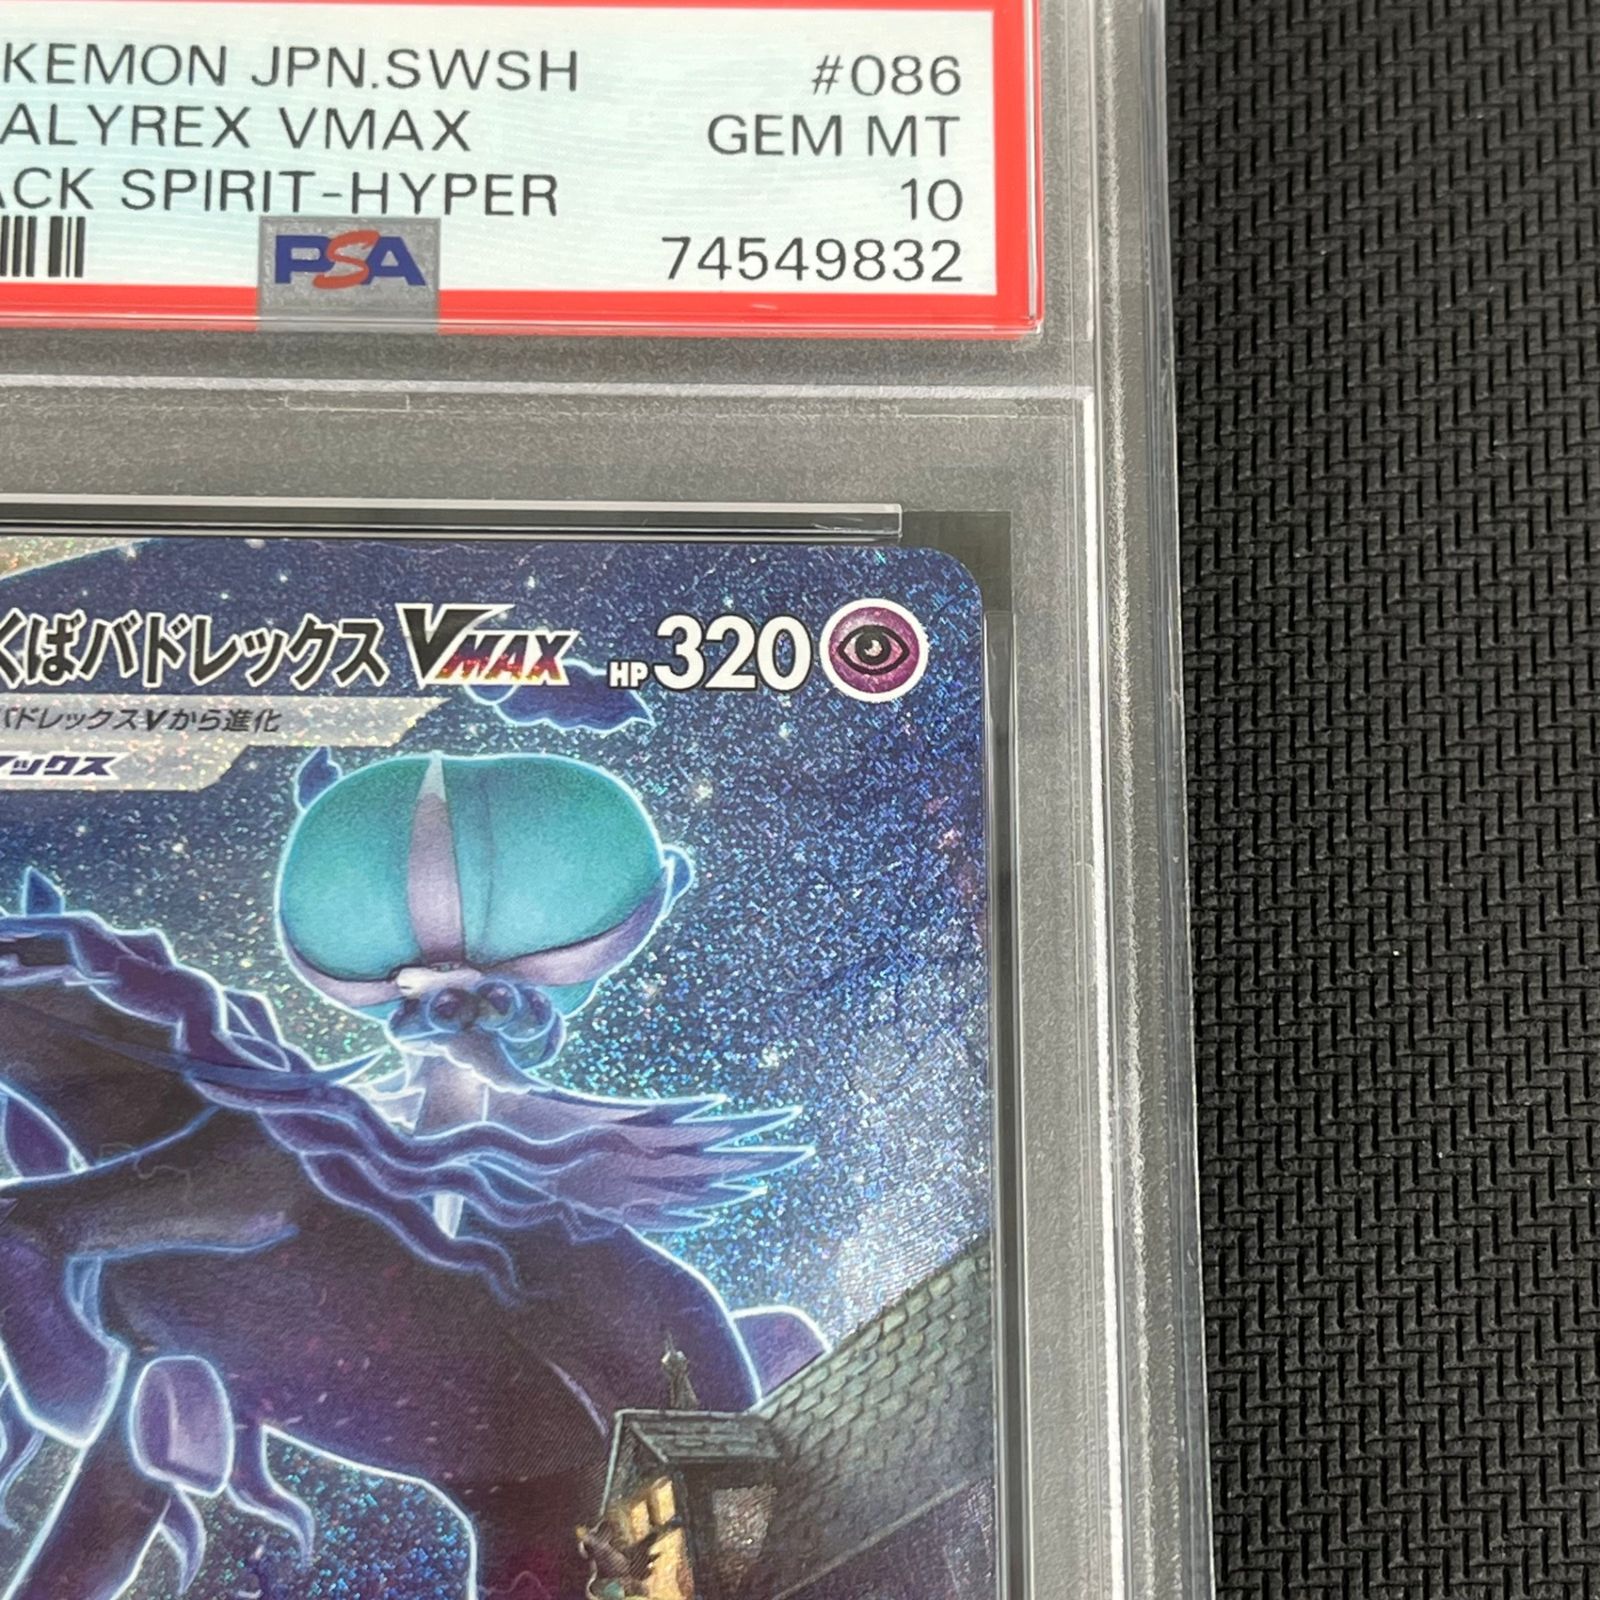 KEMON JPN.SWSH #086
ALYREX VMAX GEM MT
ACK SPIRIT-HYPER 10
PSA 74549832
くばバドレックス VMAX HP 320
バドレックスVから進化
マックス